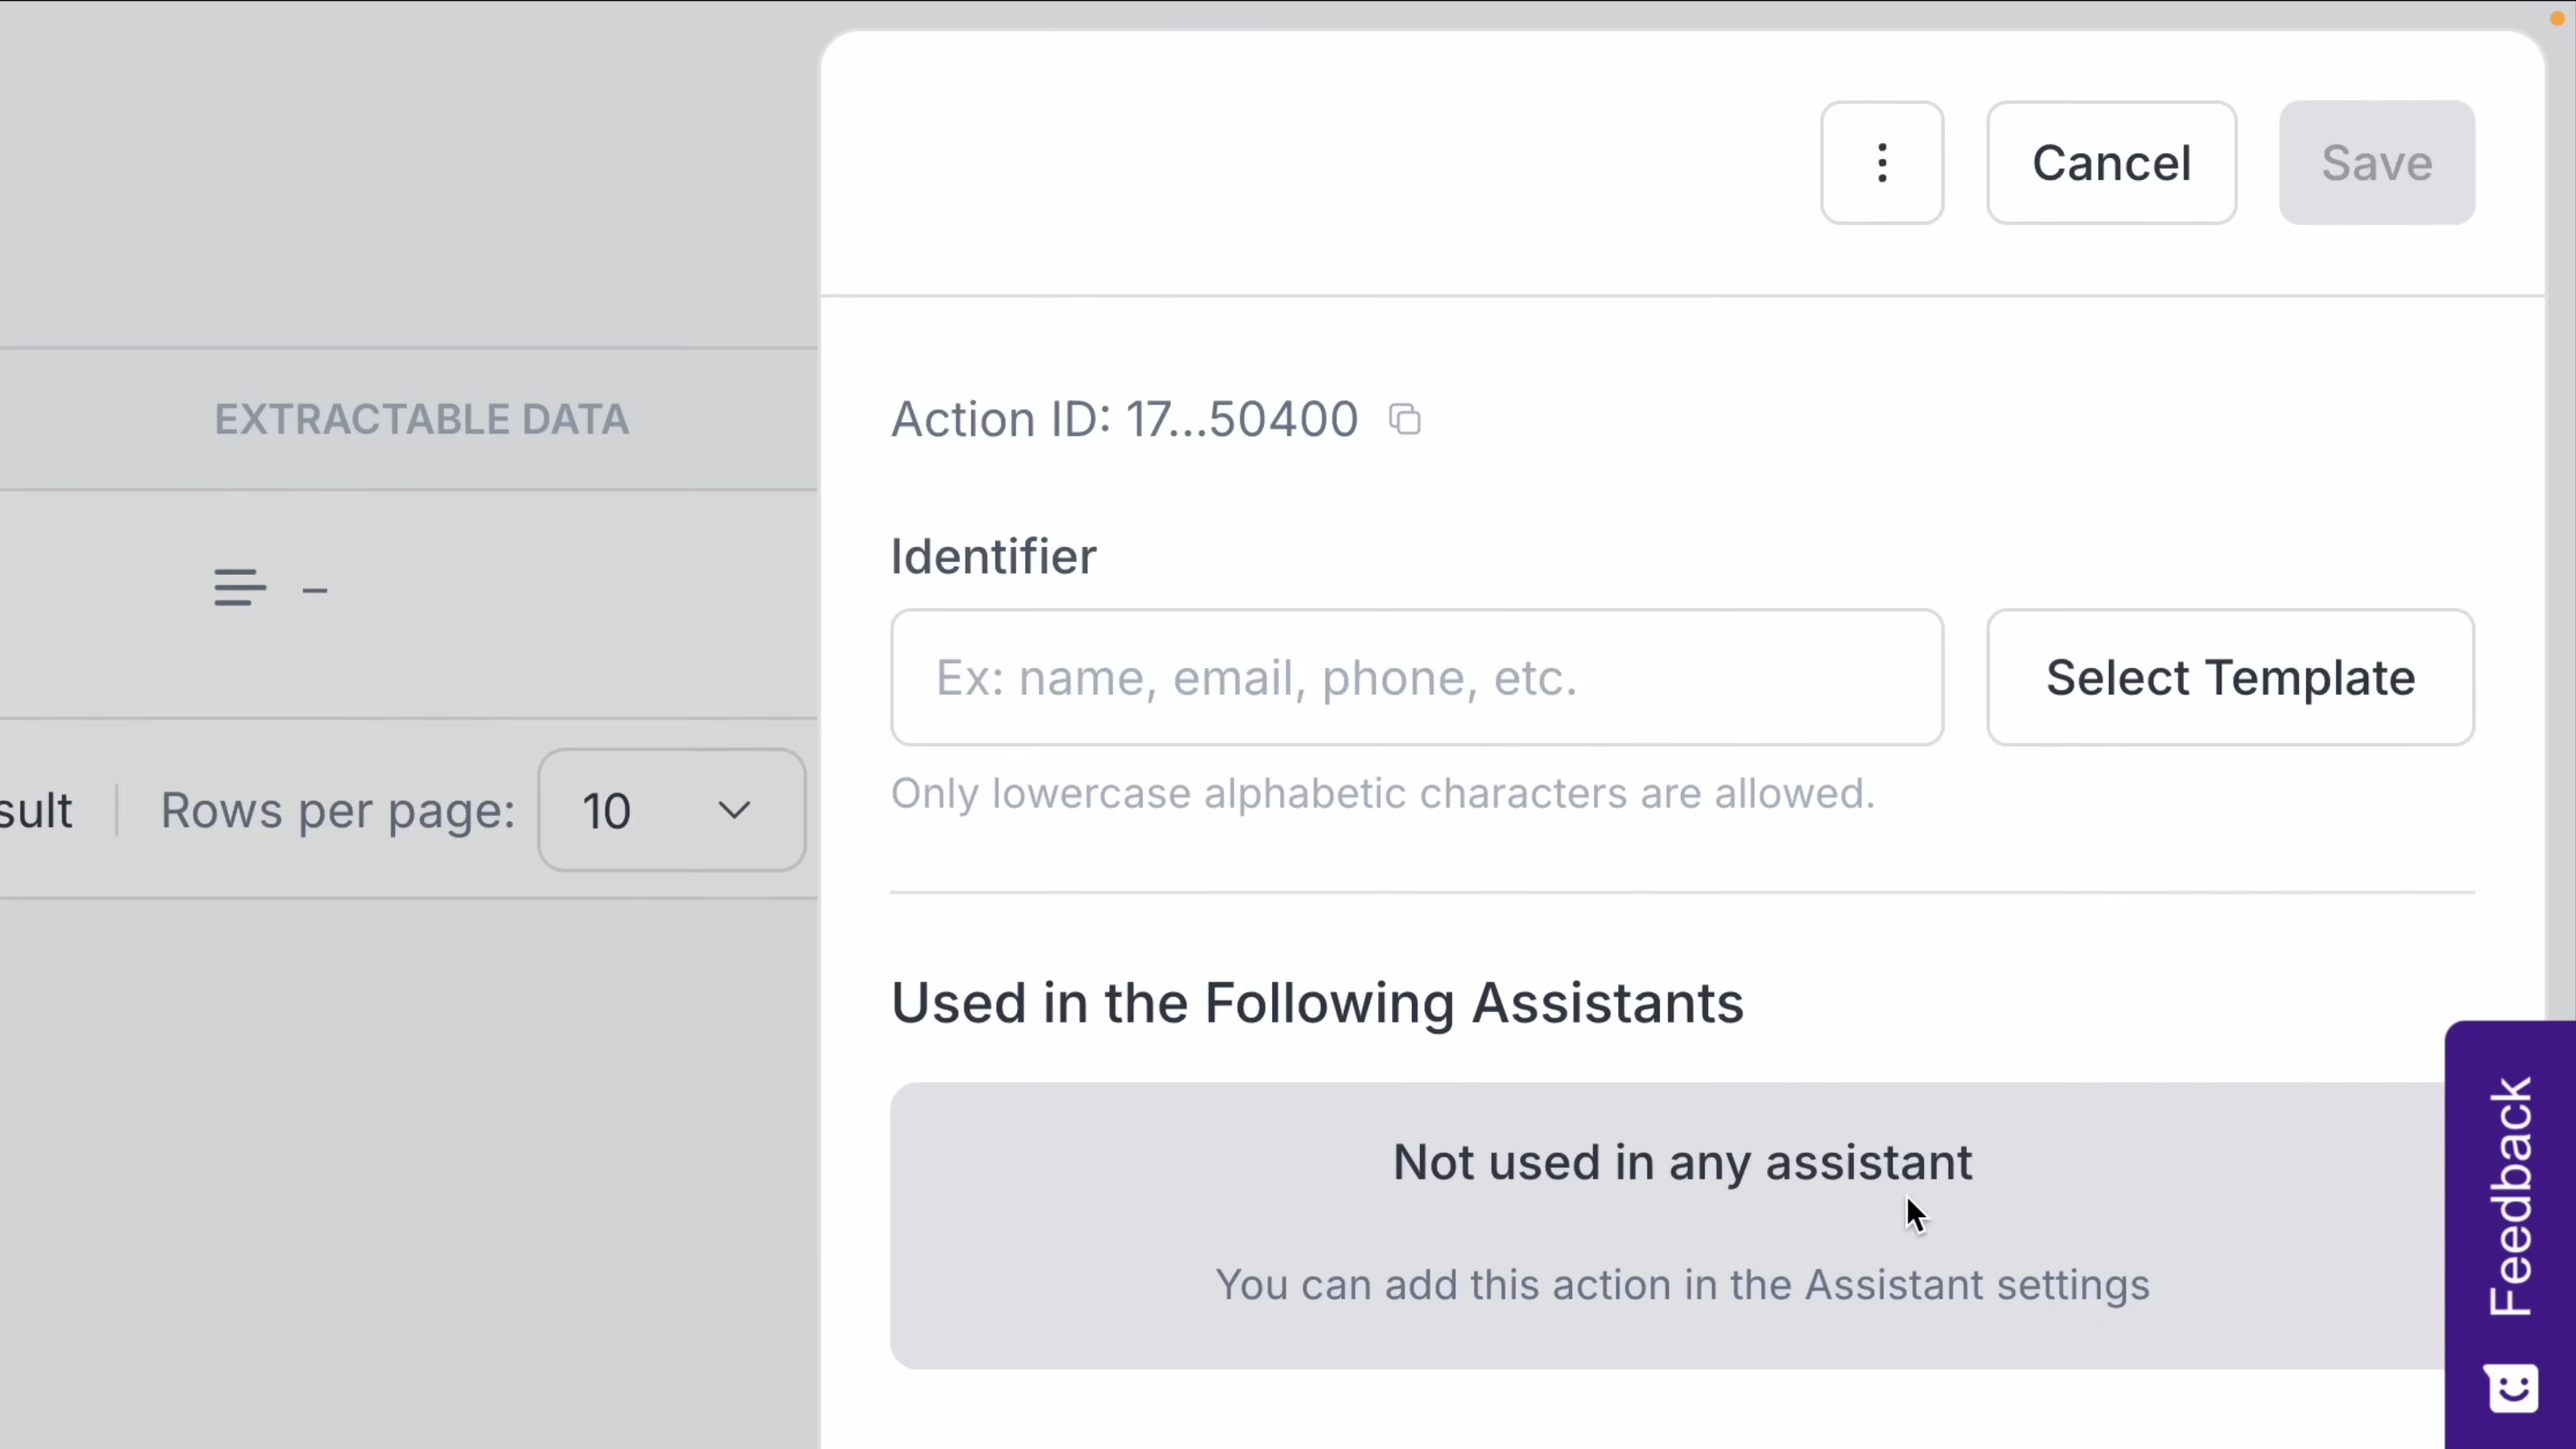 Cancel
Save
EXTRACTABLE DATA
Action ID: 17...50400
Identifier
–
Ex: name, email, phone, etc.
Select Template
Only lowercase alphabetic characters are allowed.
sult
Rows per page:
10
Used in the Following Assistants
Not used in any assistant
You can add this action in the Assistant settings
Feedback